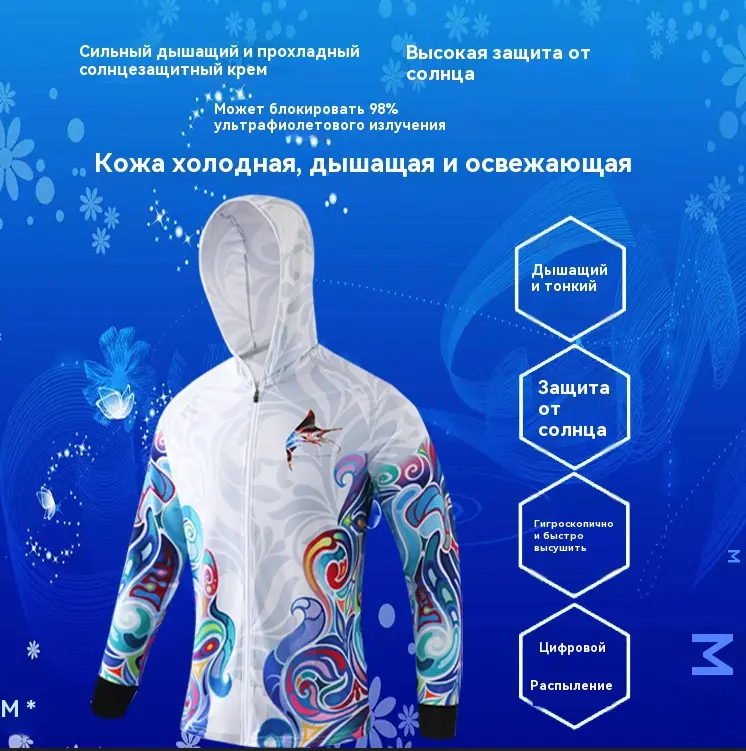 Сильный дышащий и прохладный
солнцезащитный крем
Высокая защита от
солнца
Может блокировать 98%
ультрафиолетового излучения
Кожа холодная, дышащая и освежающая
Дышащий
и тонкий
Защита
от
солнца
Гигроскопично
и быстро
высушить
Цифровой
Распыление
М
М
М *